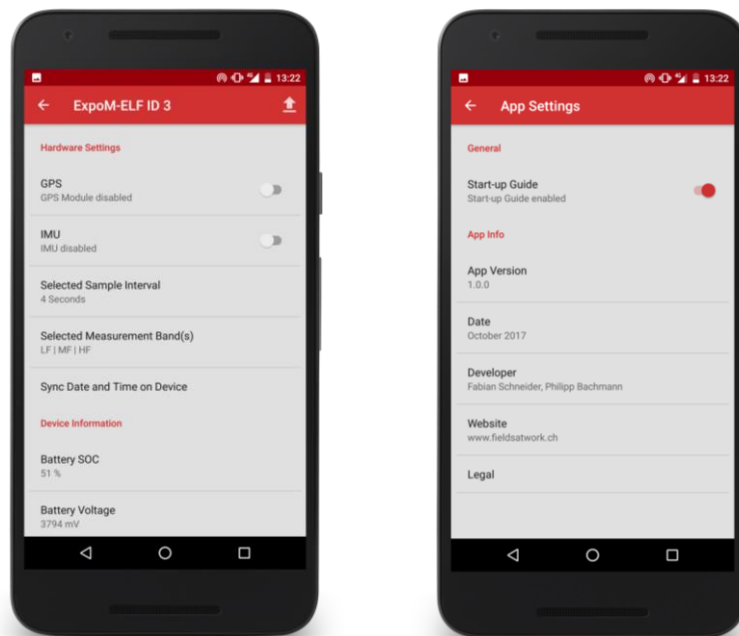 13:22
ExpoM-ELF ID 3
Hardware Settings
GPS
GPS Module disabled
IMU
IMU disabled
Selected Sample Interval
4 Seconds
Selected Measurement Band(s)
LF | MF | HF
Sync Date and Time on Device
Device Information
Battery SOC
51 %
Battery Voltage
3794 mV
13:22
App Settings
General
Start-up Guide
Start-up Guide enabled
App Info
App Version
1.0.0
Date
October 2017
Developer
Fabian Schneider, Philipp Bachmann
Website
www.fieldsatwork.ch
Legal